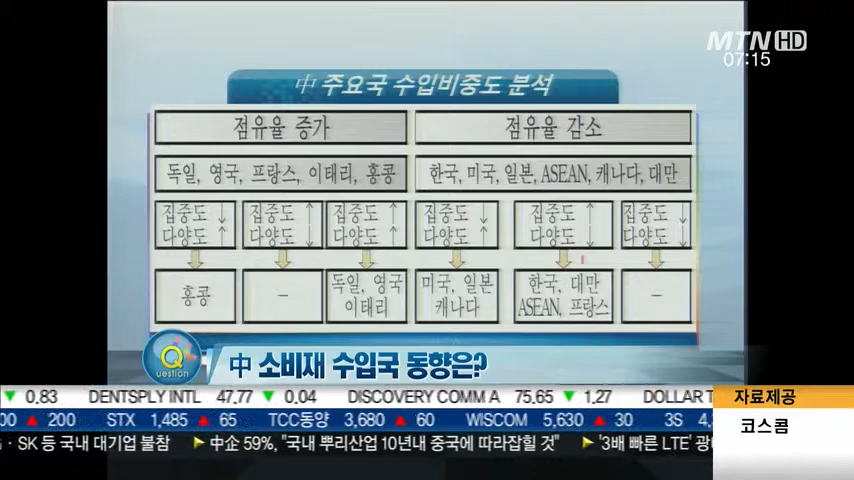 MTN HD
07:15
中 주요국 수입비중도 분석
점유율 증가 점유율 감소
독일, 영국, 프랑스, 이태리, 홍콩 한국, 미국, 일본, ASEAN, 캐나다, 대만
집중도 ↓ 집중도 ↑ 집중도 ↑ 집중도 ↓ 집중도 ↑ 집중도 ↓
다양도 ↑ 다양도 ↓ 다양도 ↑ 다양도 ↑ 다양도 ↓ 다양도 ↓
홍콩 - 독일, 영국 미국, 일본 한국, 대만 -
이태리 캐나다 ASEAN, 프랑스
Question
中 소비재 수입국 동향은?
▼ 0.83 DENTSPLY INTL 47.77 ▼ 0.04 DISCOVERY COMM A 75.65 ▼ 1.27 DOLLAR T
00 ▲ 200 STX 1,485 ▲ 65 TCC동양 3,680 ▲ 60 WISCOM 5,630 ▲ 30 3S 4,
· SK 등 국내 대기업 불참 ▶ 中企 59%, "국내 뿌리산업 10년내 중국에 따라잡힐 것" ▶ '3배 빠른 LTE' 광
자료제공
코스콤